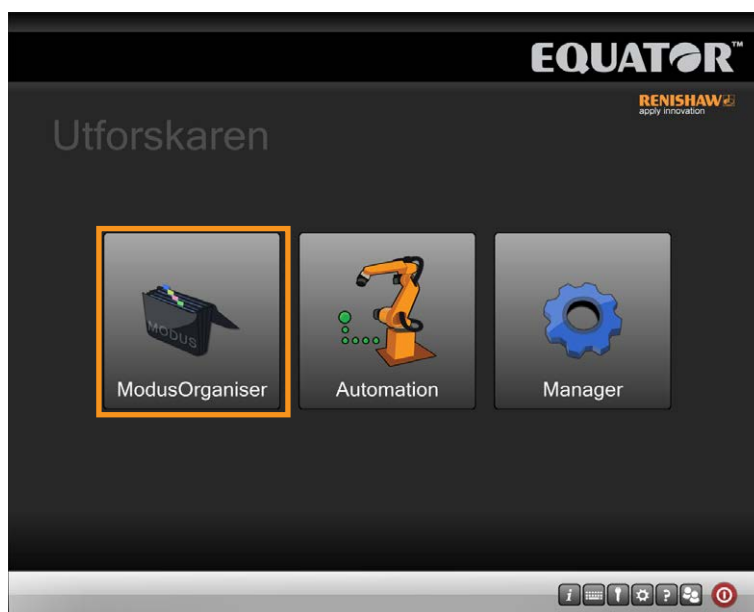 EQUATOR™
RENISHAW
apply innovation
Utforskaren
MODUS
ModusOrganiser
Automation
Manager
i
?